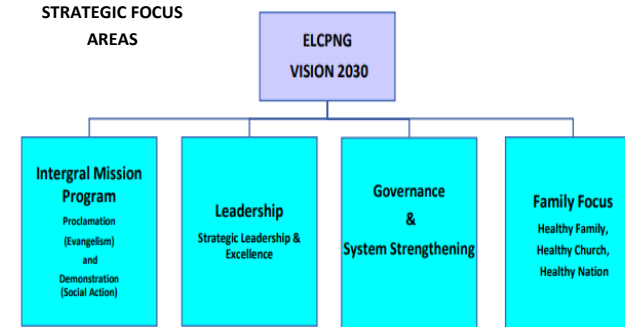 STRATEGIC FOCUS
AREAS
ELCPNG
VISION 2030
Intergral Mission
Program
Proclamation
(Evangelism)
and
Demonstration
(Social Action)
Leadership
Strategic Leadership &
Excellence
Governance
&
System Strengthening
Family Focus
Healthy Family,
Healthy Church,
Healthy Nation